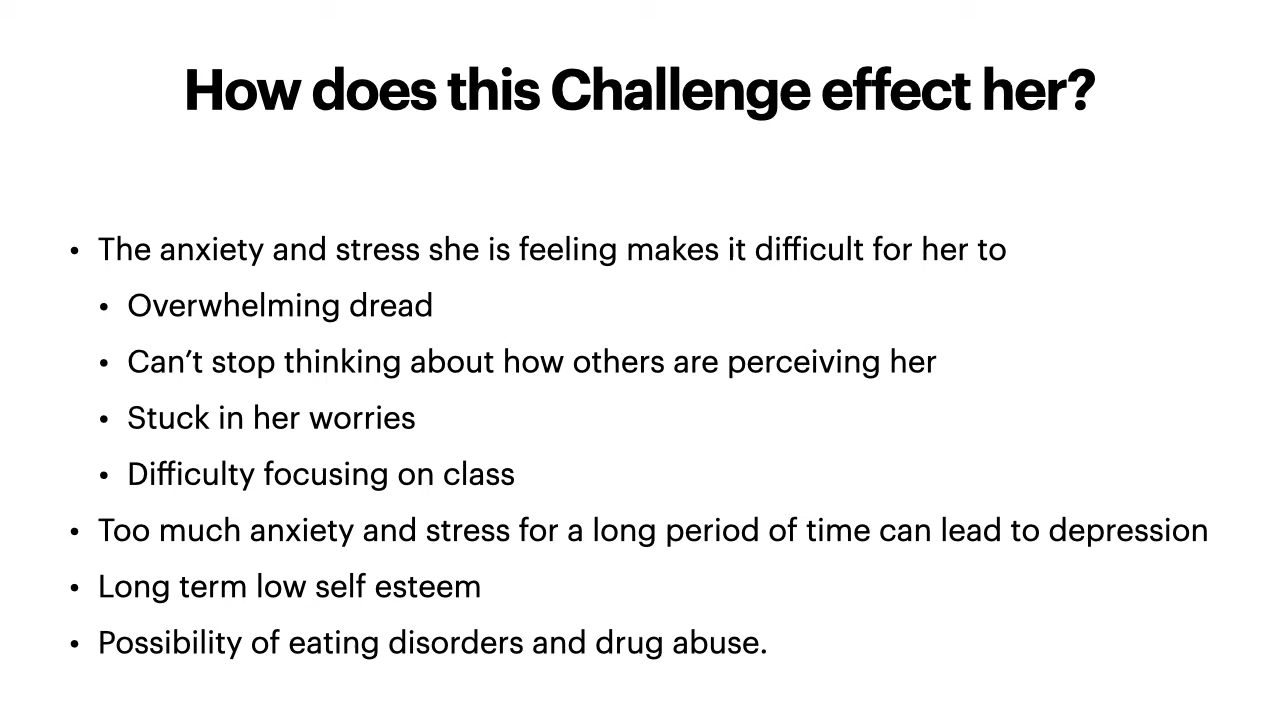 How does this Challenge effect her?
• The anxiety and stress she is feeling makes it difficult for her to
• Overwhelming dread
• Can’t stop thinking about how others are perceiving her
• Stuck in her worries
• Difficulty focusing on class
• Too much anxiety and stress for a long period of time can lead to depression
• Long term low self esteem
• Possibility of eating disorders and drug abuse.